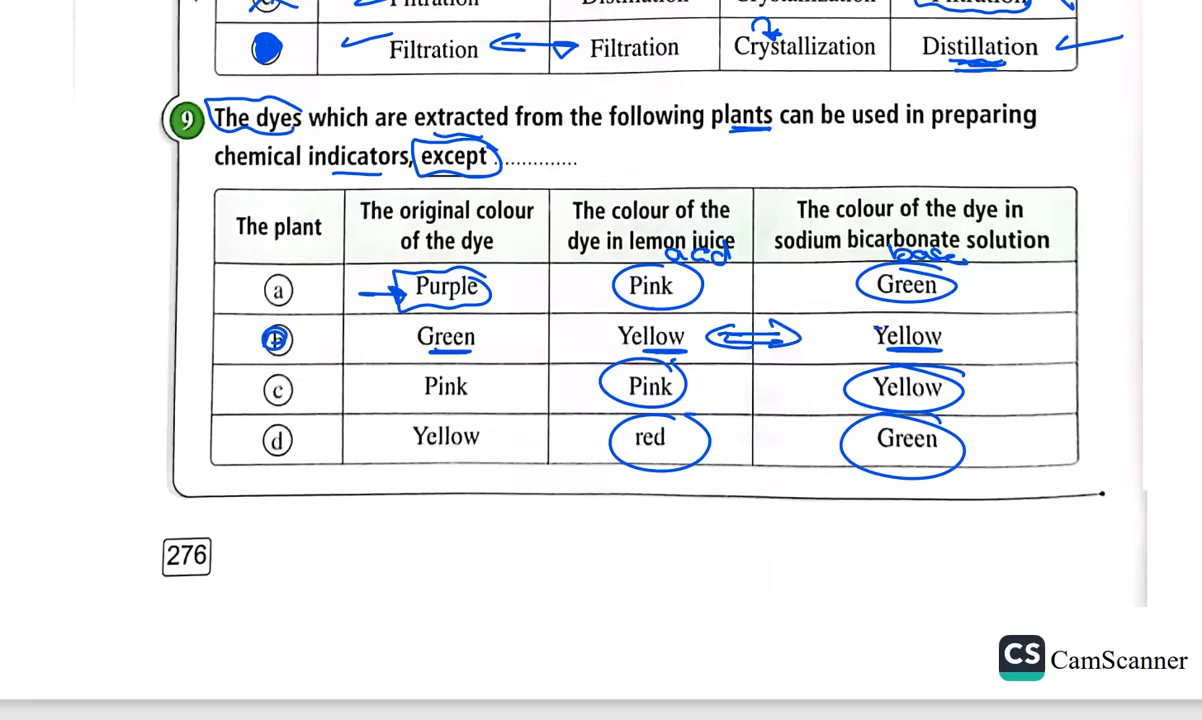 Filtration Filtration Crystallization Distillation
9 The dyes which are extracted from the following plants can be used in preparing
chemical indicators, except .............
The plant The original colour of the dye The colour of the dye in lemon juice The colour of the dye in sodium bicarbonate solution
acid base
a Purple Pink Green
b Green Yellow Yellow
c Pink Pink Yellow
d Yellow red Green
276
CS CamScanner